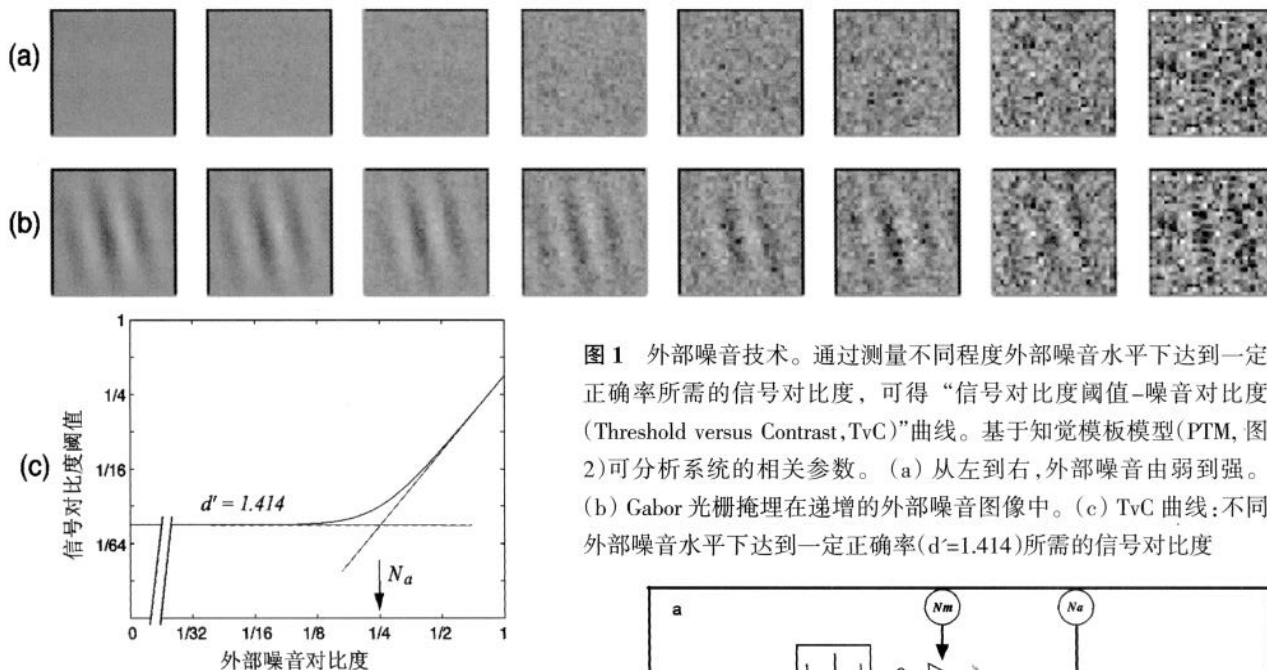 (a)
(b)
(c)
1
1/4
1/16
1/64
信号对比度阈值
d′ = 1.414
Na
0
1/32
1/16
1/8
1/4
1/2
1
外部噪音对比度
图1 外部噪音技术。通过测量不同程度外部噪音水平下达到一定
正确率所需的信号对比度，可得“信号对比度阈值-噪音对比度
(Threshold versus Contrast,TvC)”曲线。基于知觉模板模型(PTM,图
2)可分析系统的相关参数。(a)从左到右,外部噪音由弱到强。
(b) Gabor 光栅掩埋在递增的外部噪音图像中。(c) TvC 曲线:不同
外部噪音水平下达到一定正确率(d′=1.414)所需的信号对比度
a
Nm
Na